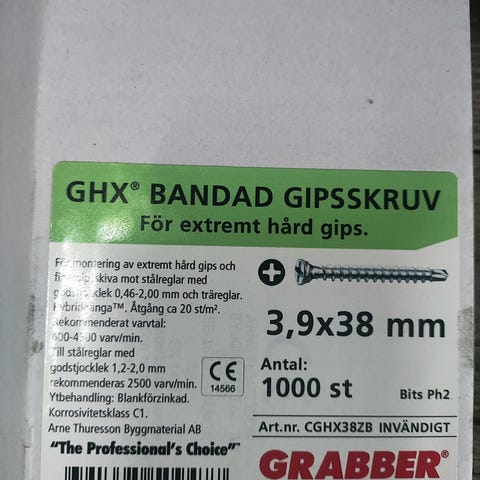 GHX® BANDAD GIPSSKRUV
För extremt hård gips.
För montering av extremt hård gips och
skiva mot stålreglar med
godstjocklek 0,46-2,00 mm och träreglar.
Hybridgänga™. Åtgång ca 20 st/m².
Rekommenderat varvtal:
varv/min.
Till stålreglar med
godstjocklek 1,2-2,0 mm
rekommenderas 2500 varv/min.
Ytbehandling: Blankförzinkad.
Korrosivitetsklass C1.
Arne Thuresson Byggmaterial AB
"The Professional's Choice"™
CE
14566
3,9x38 mm
Antal:
1000 st
Bits Ph2
Art.nr. CGHX38ZB INVÄNDIGT
GRABBER®